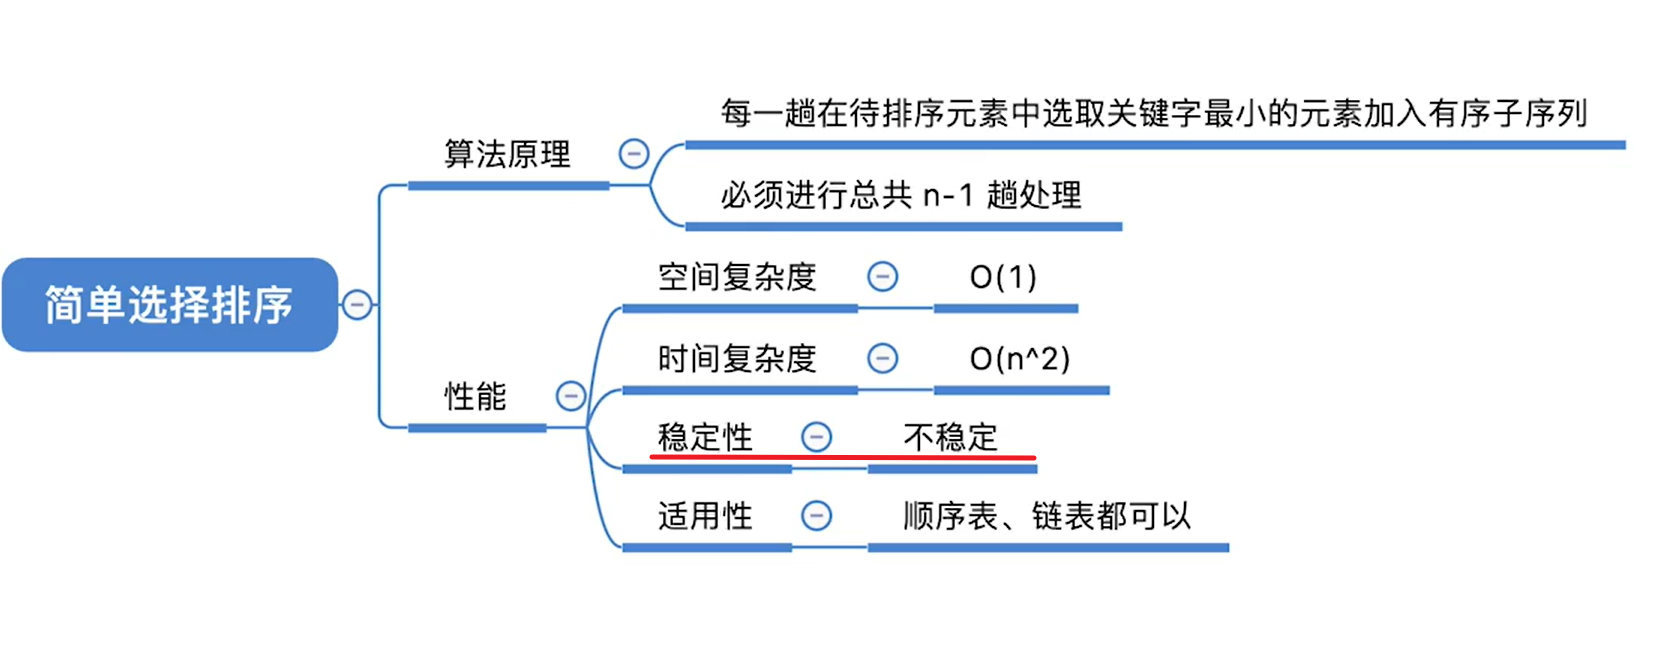 简单选择排序
算法原理
每一趟在待排序元素中选取关键字最小的元素加入有序子序列
必须进行总共 n-1 趟处理
性能
空间复杂度
O(1)
时间复杂度
O(n^2)
稳定性
不稳定
适用性
顺序表、链表都可以